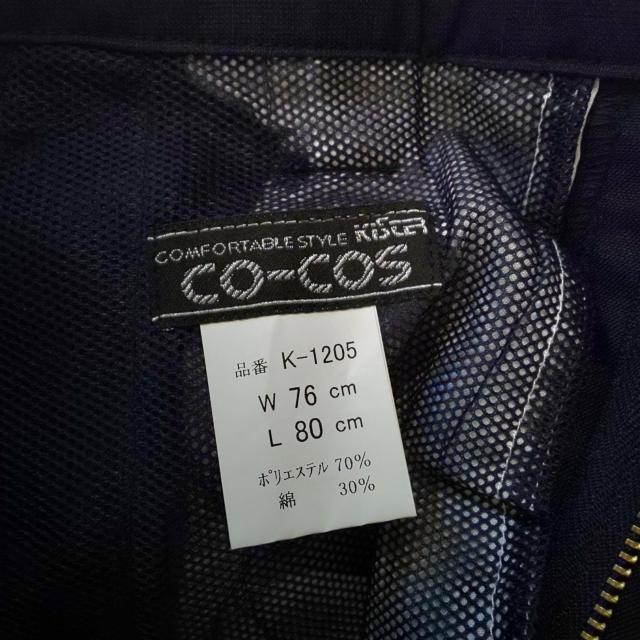 COMFORTABLE STYLE
CO-COS
品番 K-1205
W 76 cm
L 80 cm
ポリエステル 70%
綿 30%